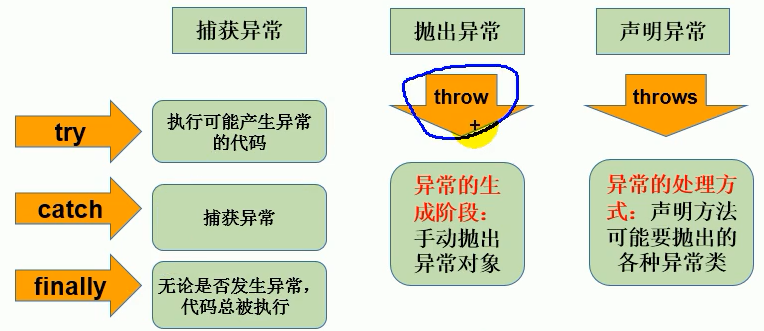 捕获异常
抛出异常
声明异常
try
执行可能产生异常
的代码
catch
捕获异常
finally
无论是否发生异常,
代码总被执行
throw
异常的生
成阶段:
手动抛出
异常对象
throws
异常的处理方
式:声明方法
可能要抛出的
各种异常类